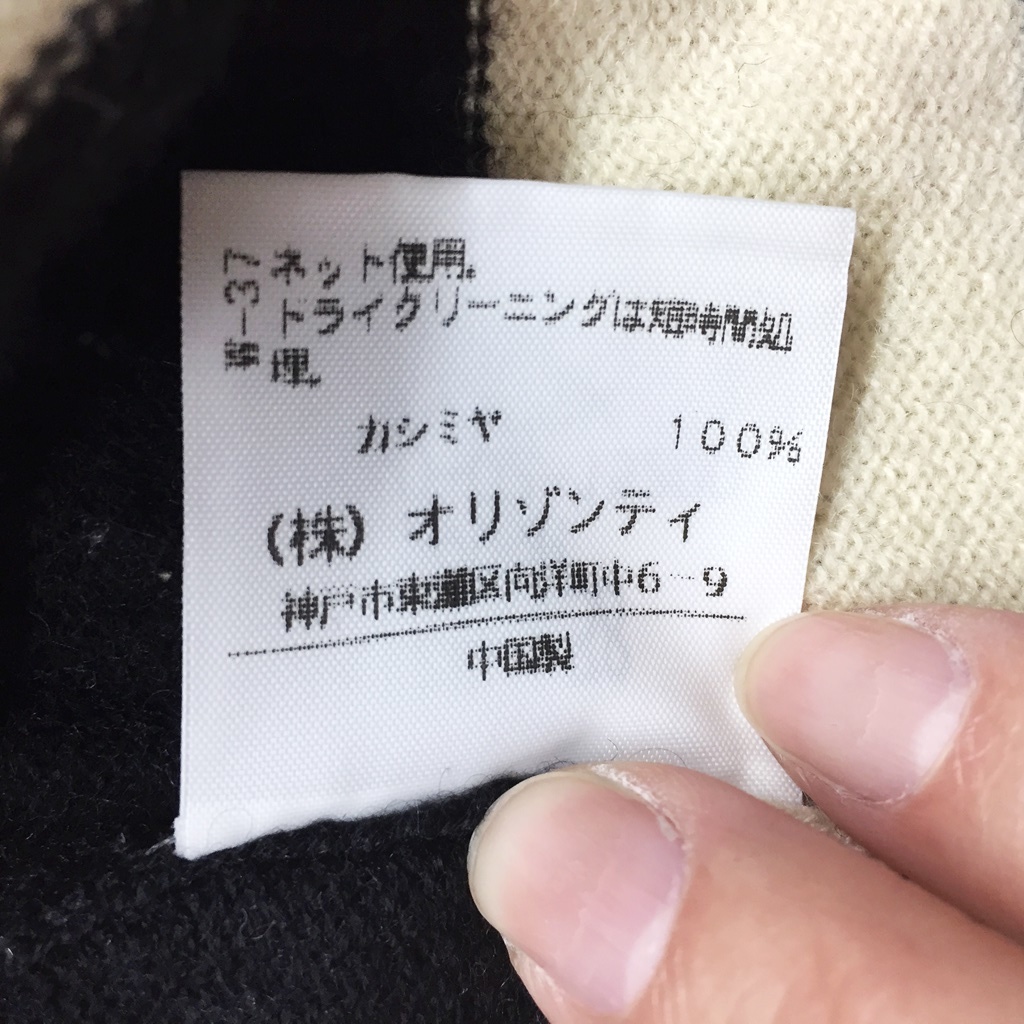 ネット使用。
ドライクリーニングは短時間処
理。
カシミヤ 100%
(株) オリゾンティ
神戸市東灘区向洋町中6-9
中国製
-37